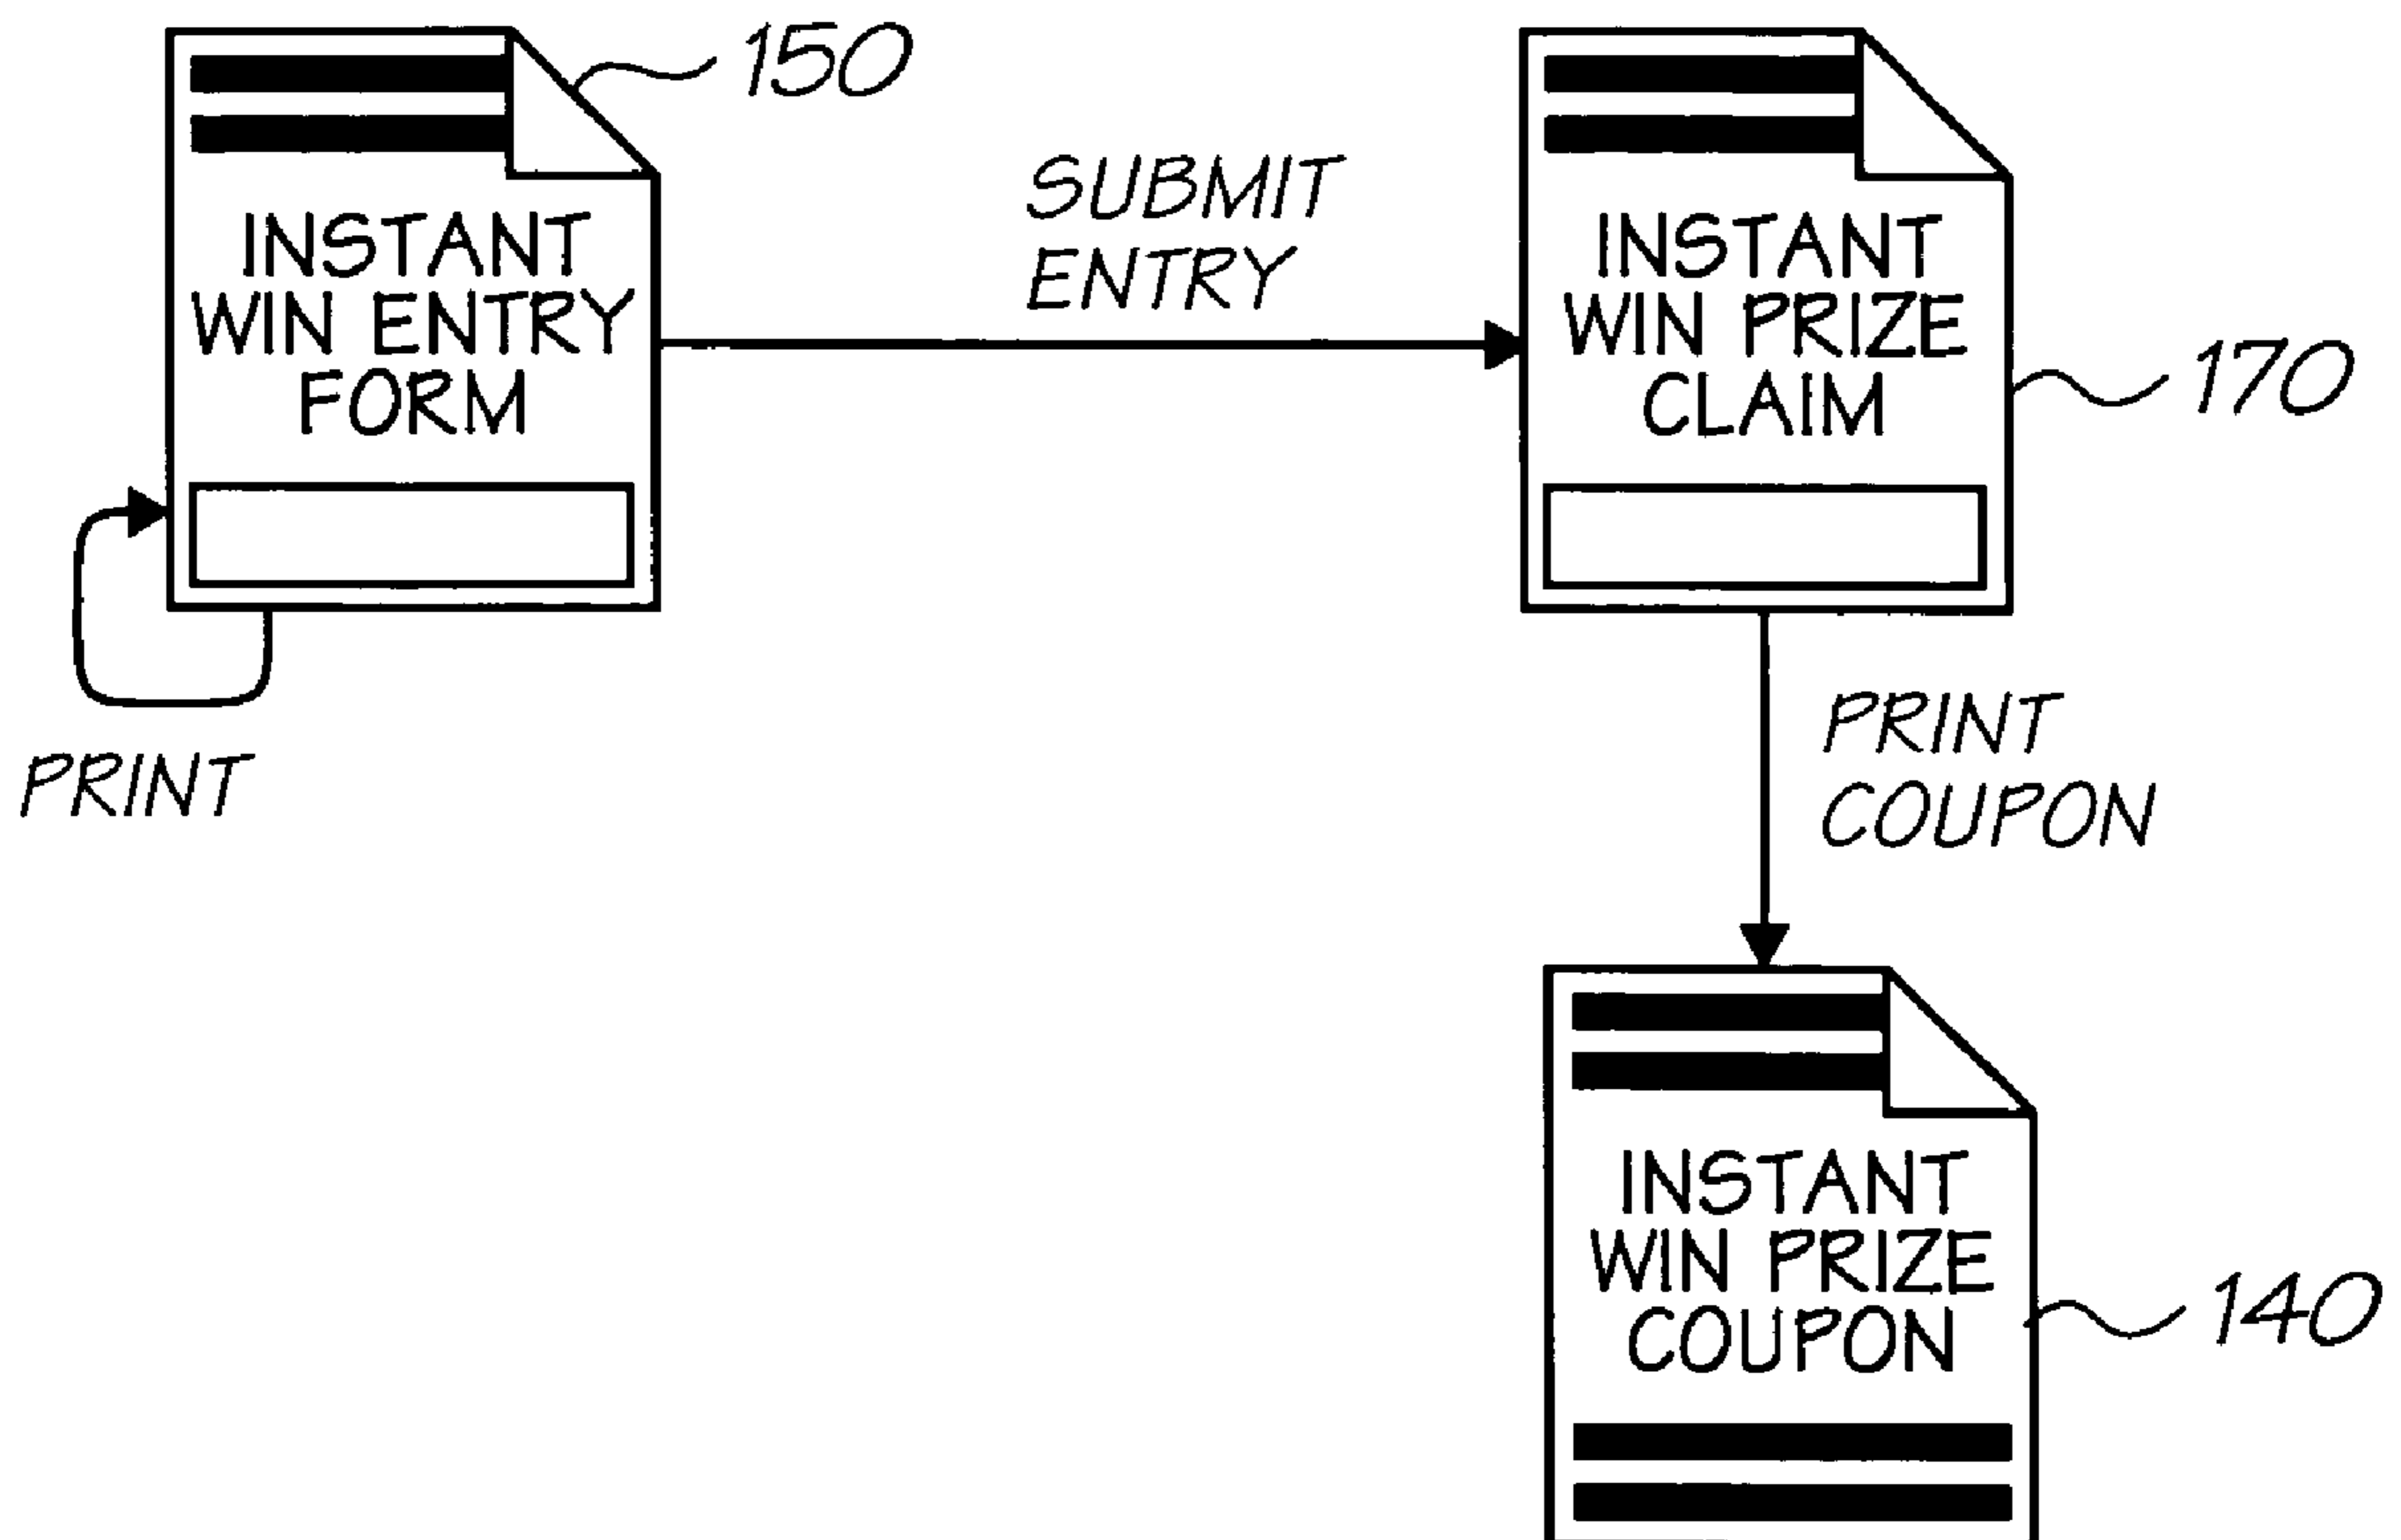 150
INSTANT
WIN ENTRY
FORM
PRINT
SUBMIT
ENTRY
INSTANT
WIN PRIZE
CLAIM
170
PRINT
COUPON
INSTANT
WIN PRIZE
COUPON
140